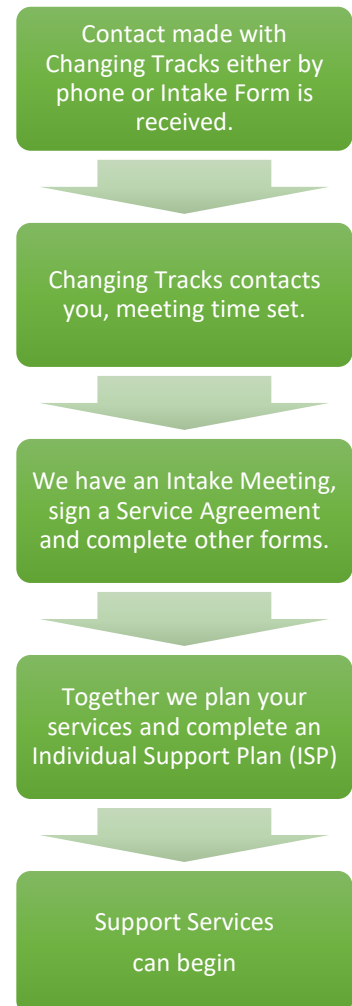 Contact made with
Changing Tracks either by
phone or Intake Form is
received.
Changing Tracks contacts
you, meeting time set.
We have an Intake Meeting,
sign a Service Agreement
and complete other forms.
Together we plan your
services and complete an
Individual Support Plan (ISP)
Support Services
can begin